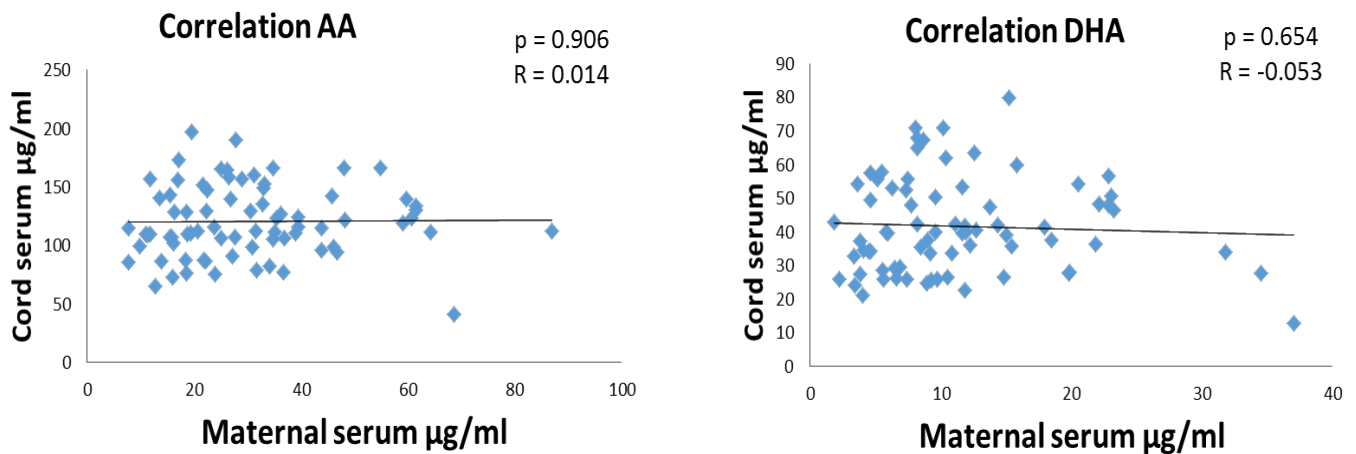 Correlation AA
p = 0.906
R = 0.014
250
200
150
100
50
0
0 20 40 60 80 100
Cord serum µg/ml
Maternal serum µg/ml
Correlation DHA
p = 0.654
R = -0.053
90
80
70
60
50
40
30
20
10
0
0 10 20 30 40
Cord serum µg/ml
Maternal serum µg/ml